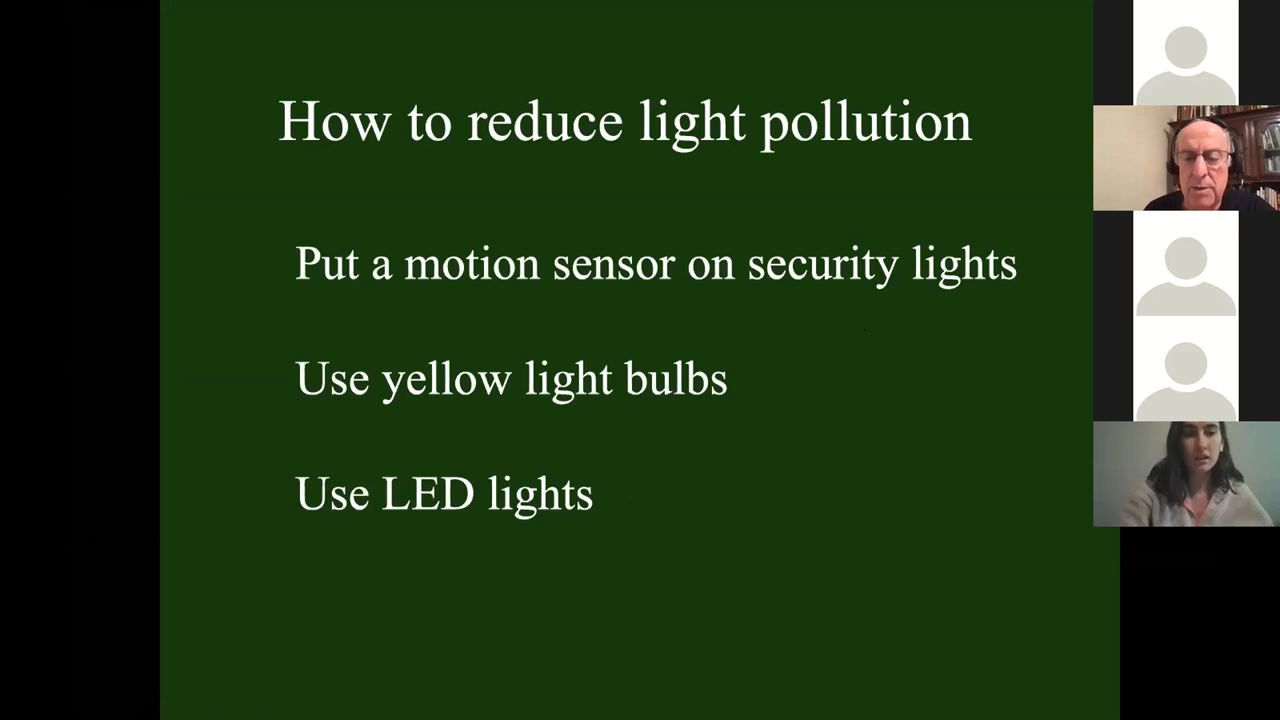 How to reduce light pollution
Put a motion sensor on security lights
Use yellow light bulbs
Use LED lights